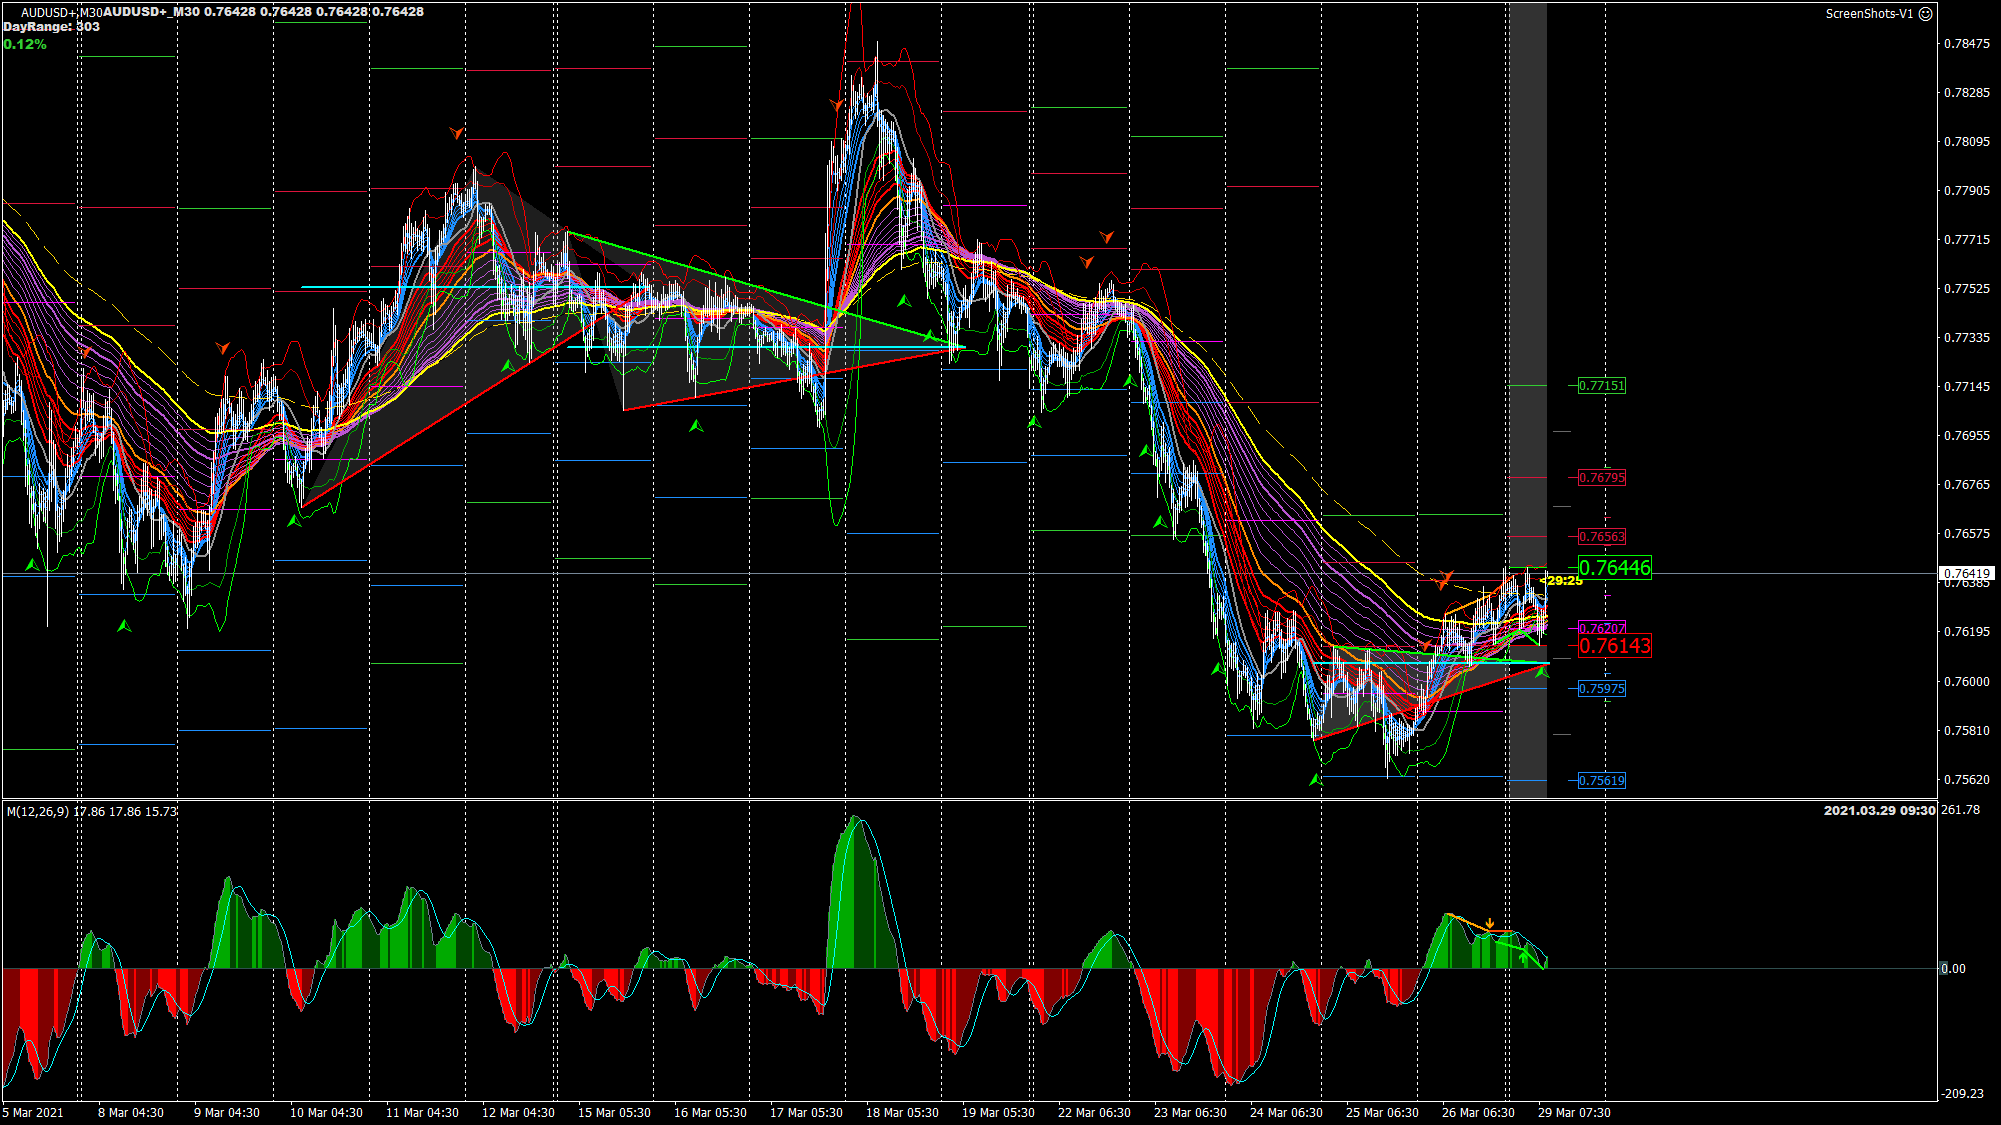 AUDUSD+,M30AUDUSD+_M30 0.76428 0.76428 0.76428 0.76428
DayRange: 303
0.12%
ScreenShots-V1 ☺
0.78475
0.78285
0.78095
0.77905
0.77715
0.77525
0.77335
0.77145
0.76955
0.76765
0.76575
0.76419
0.76385
0.76195
0.76000
0.75810
0.75620
0.77151
0.76795
0.76563
0.76446
<29:25
0.76207
0.76143
0.75975
0.75619
M(12,26,9) 17.86 17.86 15.73
2021.03.29 09:30
261.78
0.00
-209.23
5 Mar 2021
8 Mar 04:30
9 Mar 04:30
10 Mar 04:30
11 Mar 04:30
12 Mar 04:30
15 Mar 05:30
16 Mar 05:30
17 Mar 05:30
18 Mar 05:30
19 Mar 05:30
22 Mar 06:30
23 Mar 06:30
24 Mar 06:30
25 Mar 06:30
26 Mar 06:30
29 Mar 07:30